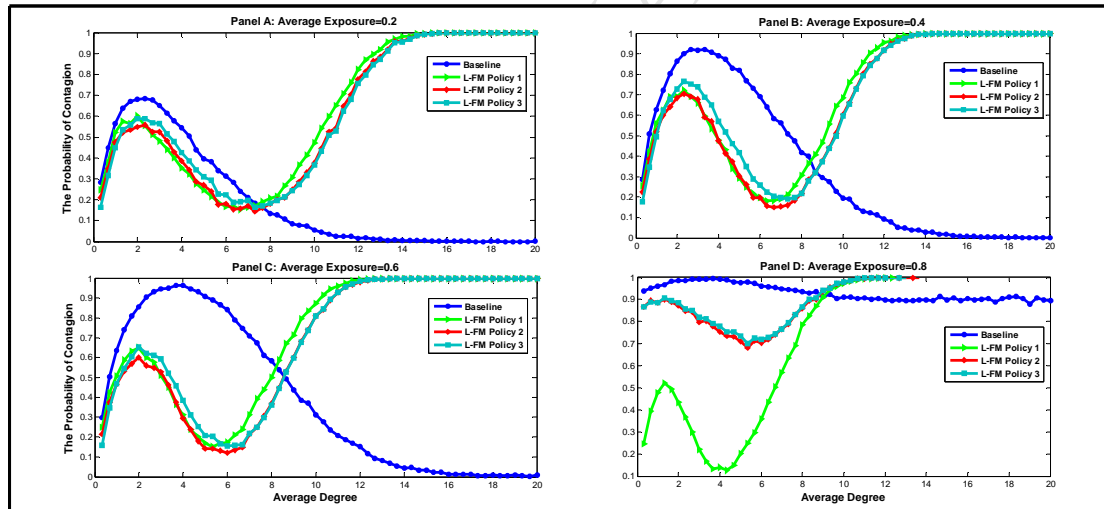 Panel A: Average Exposure=0.2
The Probability of Contagion
1
0.9
0.8
0.7
0.6
0.5
0.4
0.3
0.2
0.1
0
0 2 4 6 8 10 12 14 16 18 20
Baseline
L-FM Policy 1
L-FM Policy 2
L-FM Policy 3
Panel B: Average Exposure=0.4
1
0.9
0.8
0.7
0.6
0.5
0.4
0.3
0.2
0.1
0
0 2 4 6 8 10 12 14 16 18 20
Baseline
L-FM Policy 1
L-FM Policy 2
L-FM Policy 3
Panel C: Average Exposure=0.6
The Probability of Contagion
1
0.9
0.8
0.7
0.6
0.5
0.4
0.3
0.2
0.1
0
0 2 4 6 8 10 12 14 16 18 20
Average Degree
Baseline
L-FM Policy 1
L-FM Policy 2
L-FM Policy 3
Panel D: Average Exposure=0.8
1
0.9
0.8
0.7
0.6
0.5
0.4
0.3
0.2
0.1
0 2 4 6 8 10 12 14 16 18 20
Average Degree
Baseline
L-FM Policy 1
L-FM Policy 2
L-FM Policy 3